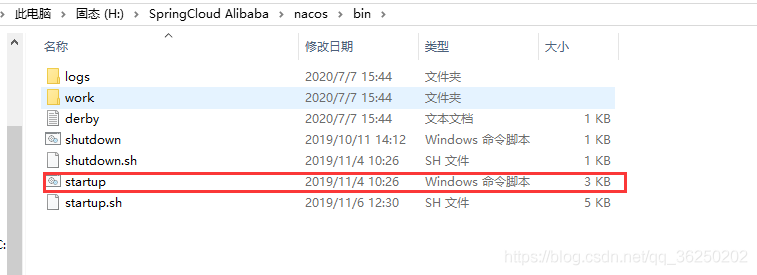 此电脑 › 固态 (H:) › SpringCloud Alibaba › nacos › bin ›
名称 修改日期 类型 大小
logs 2020/7/7 15:44 文件夹
work 2020/7/7 15:44 文件夹
derby 2020/7/7 15:44 文本文档 1 KB
shutdown 2019/10/11 14:12 Windows 命令脚本 1 KB
shutdown.sh 2019/11/4 10:26 SH 文件 1 KB
startup 2019/11/4 10:26 Windows 命令脚本 3 KB
startup.sh 2019/11/6 12:30 SH 文件 5 KB
C:
https://blog.csdn.net/qq_36250202